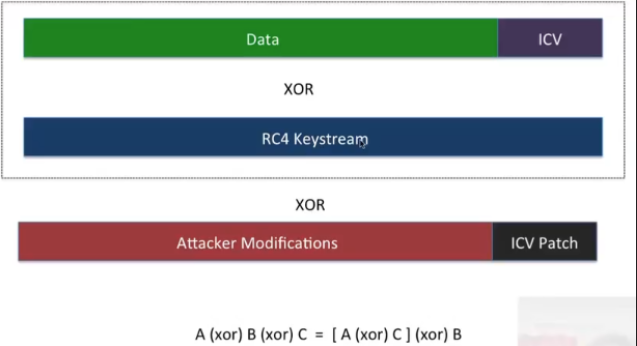 Data ICV
XOR
RC4 Keystream
XOR
Attacker Modifications ICV Patch
A (xor) B (xor) C = [ A (xor) C ] (xor) B